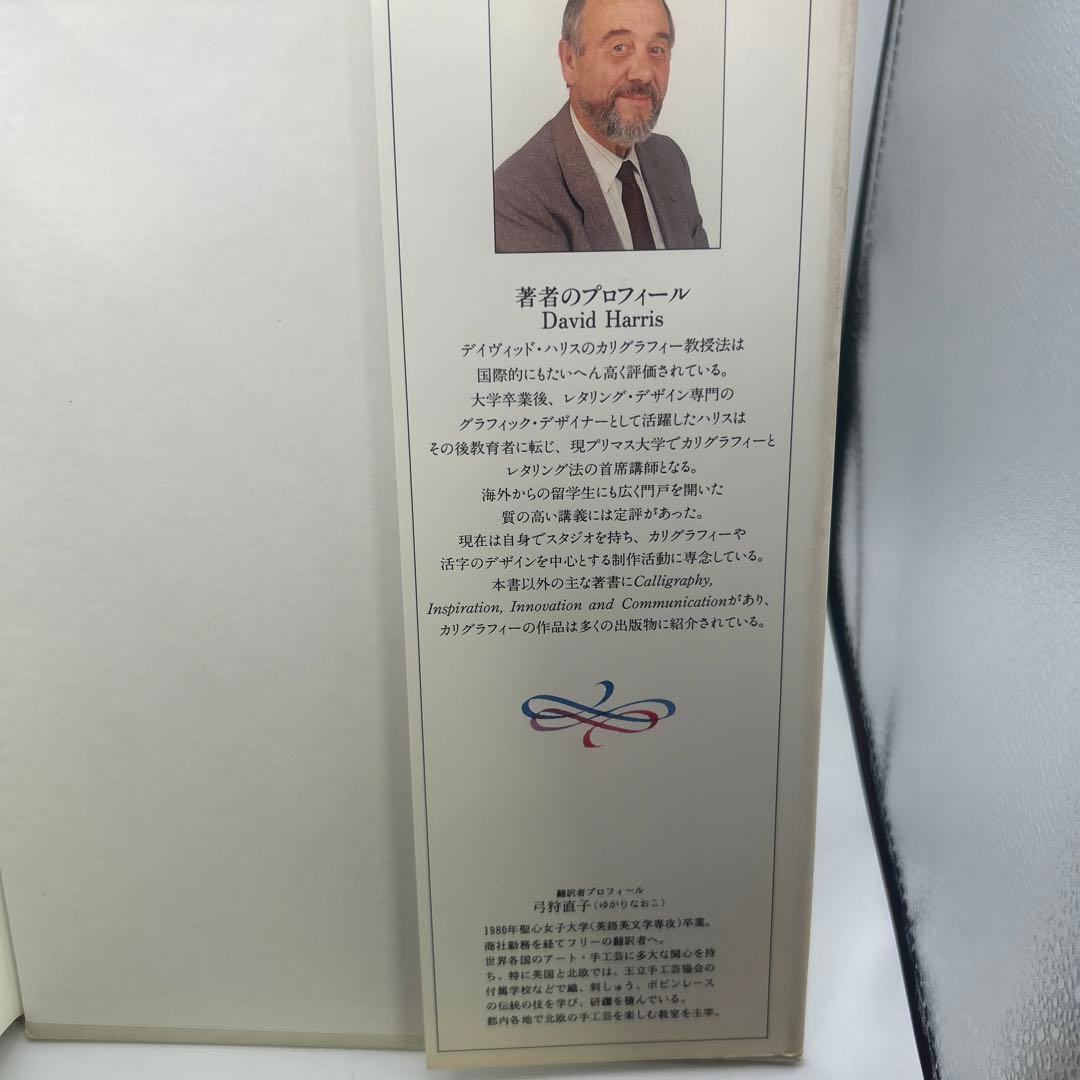 著者のプロフィール
David Harris
デイヴィッド・ハリスのカリグラフィー教授法は
国際的にもたいへん高く評価されている。
大学卒業後、レタリング・デザイン専門の
グラフィック・デザイナーとして活躍したハリスは
その後教育者に転じ、現プリマス大学でカリグラフィーと
レタリング法の首席講師となる。
海外からの留学生にも広く門戸を開いた
質の高い講義には定評があった。
現在は自身でスタジオを持ち、カリグラフィーや
活字のデザインを中心とする制作活動に専念している。
本書以外の主な著書にCalligraphy,
Inspiration, Innovation and Communicationがあり、
カリグラフィーの作品は多くの出版物に紹介されている。
翻訳者プロフィール
弓狩直子(ゆがりなおこ)
1980年聖心女子大学(英語英文学専攻)卒業。
商社勤務を経てフリーの翻訳者へ。
世界各国のアート・手工芸に多大な関心を持
ち、特に英国と北欧では、王立手工芸協会の
付属学校などで織、刺しゅう、ボビンレース
の伝統の技を学び、研鑽を積んでいる。
都内各地で北欧の手工芸を楽しむ教室を主宰。